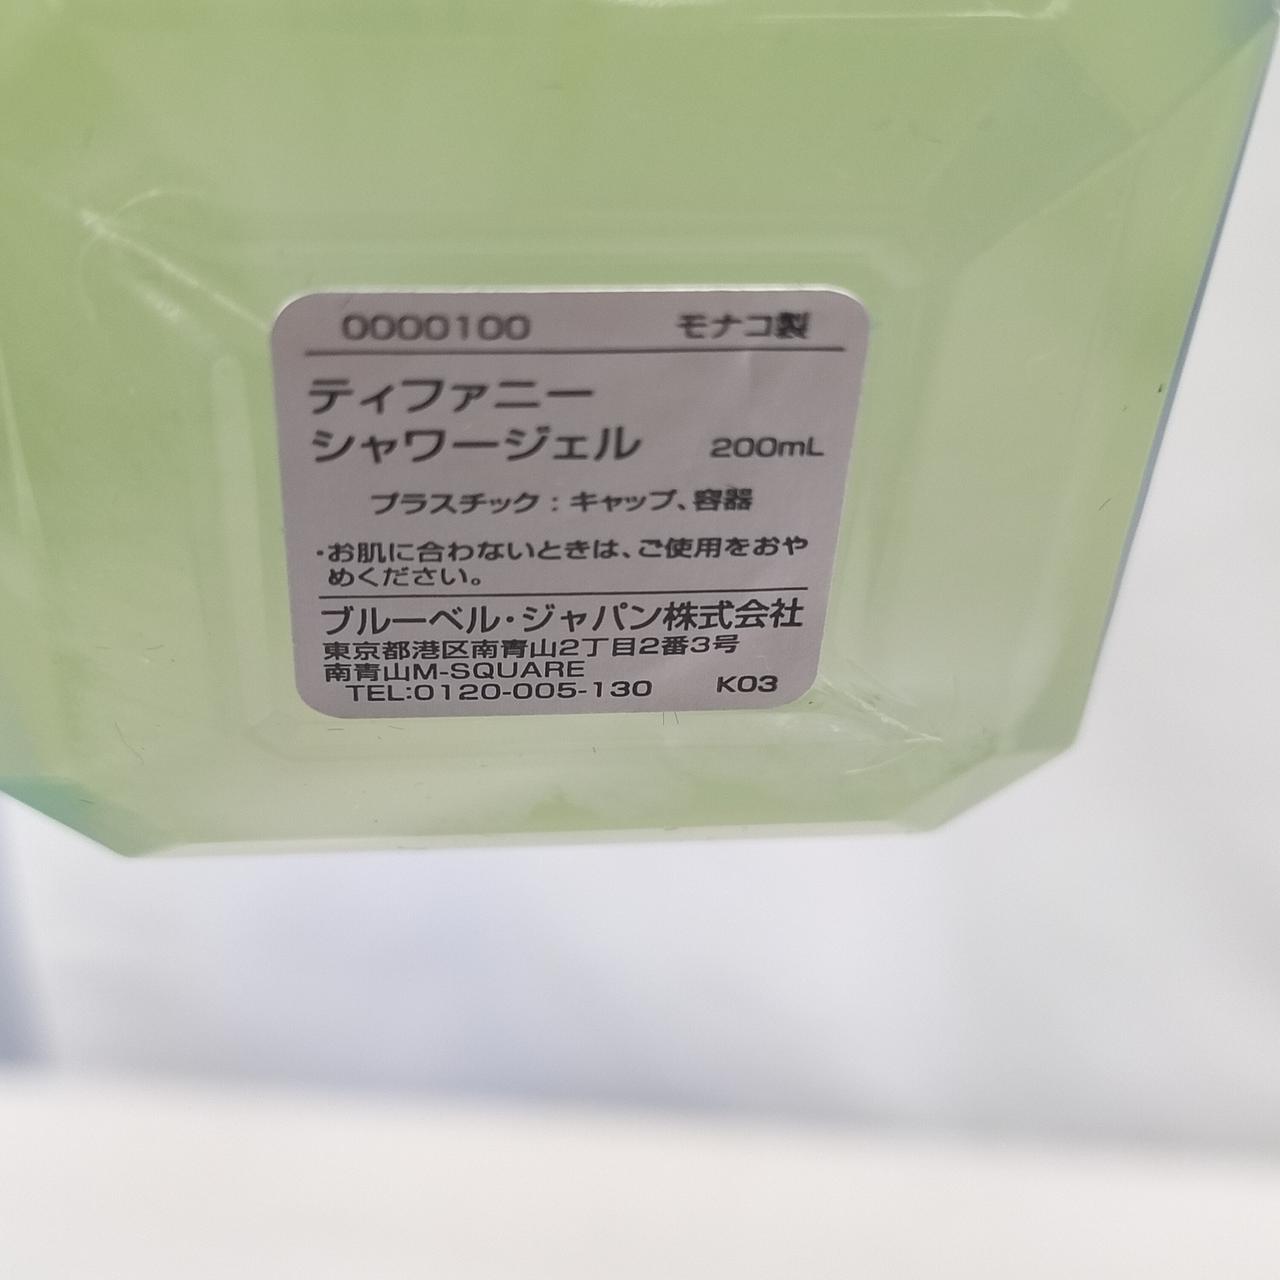 0000100 モナコ製
ティファニー
シャワージェル 200mL
プラスチック：キャップ、容器
・お肌に合わないときは、ご使用をおや
めください。
ブルーベル・ジャパン株式会社
東京都港区南青山2丁目2番3号
南青山M-SQUARE
TEL:0120-005-130 K03